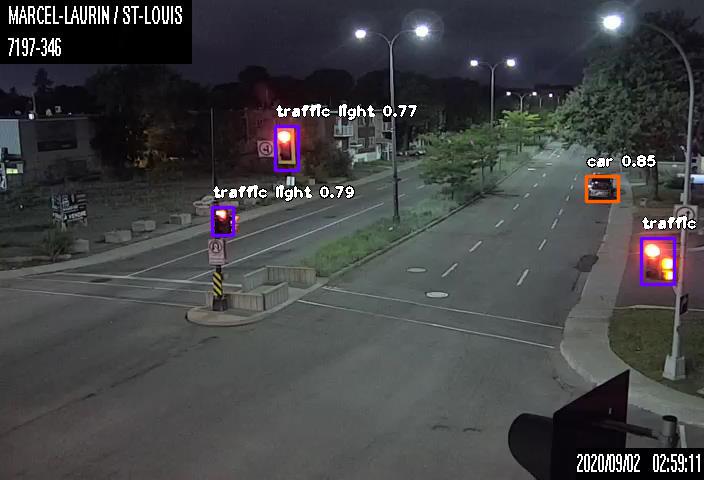 MARCEL-LAURIN / ST-LOUIS
7197-346
traffic light 0.77
car 0.85
traffic light 0.79
traffic
2020/09/02 02:59:11